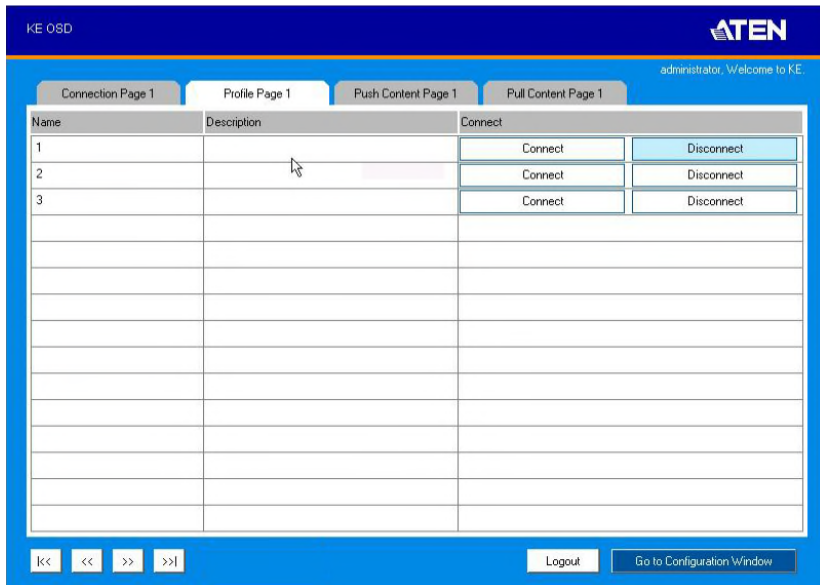 KE OSD
ATEN
administrator, Welcome to KE.
Connection Page 1 Profile Page 1 Push Content Page 1 Pull Content Page 1
Name Description Connect
1 Connect Disconnect
2 Connect Disconnect
3 Connect Disconnect
|<< << >> >>| Logout Go to Configuration Window